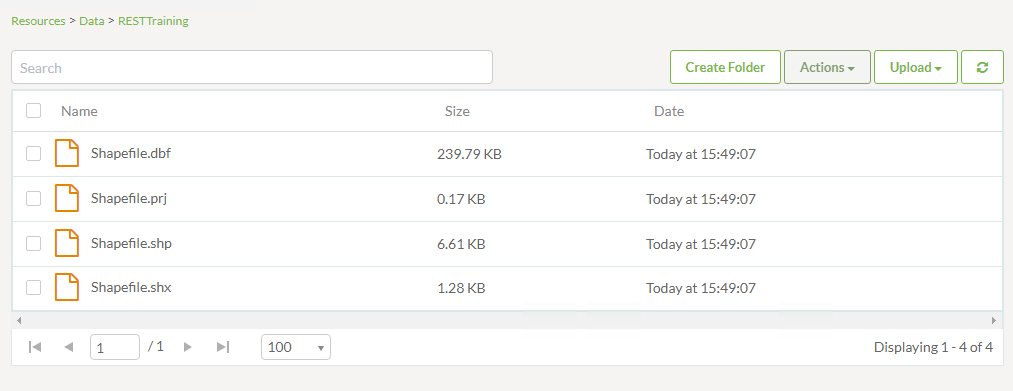 Resources > Data > RESTTraining
Search Create Folder Actions Upload
Name Size Date
Shapefile.dbf 239.79 KB Today at 15:49:07
Shapefile.prj 0.17 KB Today at 15:49:07
Shapefile.shp 6.61 KB Today at 15:49:07
Shapefile.shx 1.28 KB Today at 15:49:07
1 / 1 100 Displaying 1 - 4 of 4